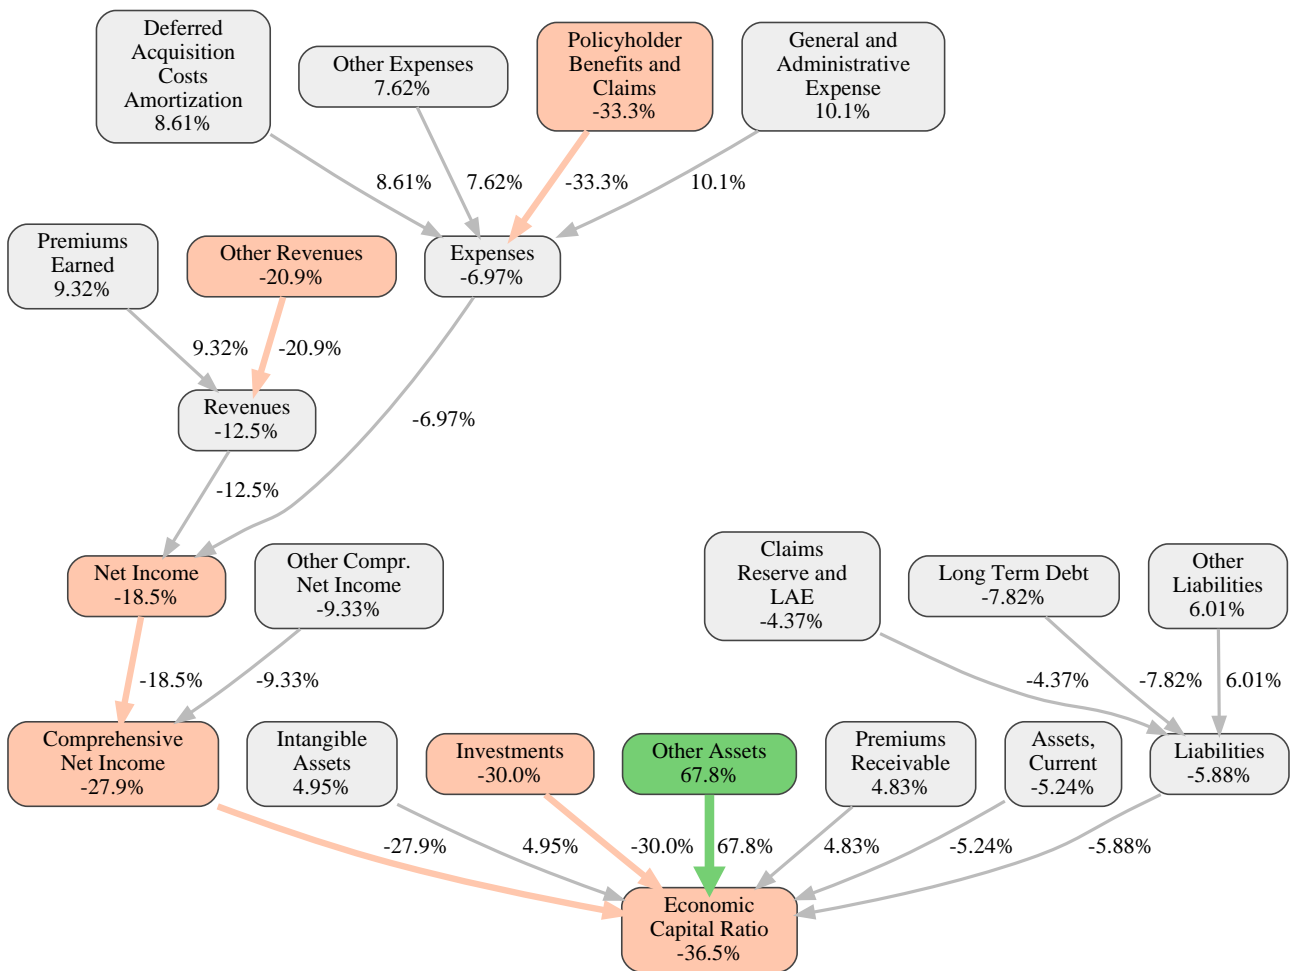 Deferred
Acquisition
Costs
Amortization
8.61%
Other Expenses
7.62%
Policyholder
Benefits and
Claims
-33.3%
General and
Administrative
Expense
10.1%
8.61%
7.62%
-33.3%
10.1%
Premiums
Earned
9.32%
Other Revenues
-20.9%
Expenses
-6.97%
9.32%
-20.9%
Revenues
-12.5%
-6.97%
-12.5%
Net Income
-18.5%
Other Compr.
Net Income
-9.33%
Claims
Reserve and
LAE
-4.37%
Long Term Debt
-7.82%
Other
Liabilities
6.01%
-18.5%
-9.33%
-4.37%
-7.82%
6.01%
Comprehensive
Net Income
-27.9%
Intangible
Assets
4.95%
Investments
-30.0%
Other Assets
67.8%
Premiums
Receivable
4.83%
Assets,
Current
-5.24%
Liabilities
-5.88%
-27.9%
4.95%
-30.0%
67.8%
4.83%
-5.24%
-5.88%
Economic
Capital Ratio
-36.5%